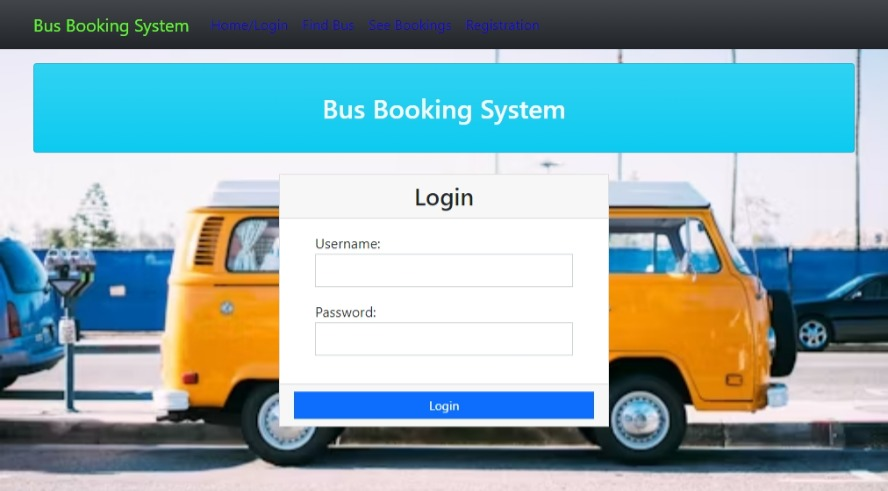 Bus Booking System Home/Login Find Bus See Bookings Registration
Bus Booking System
Login
Username:
Password:
Login